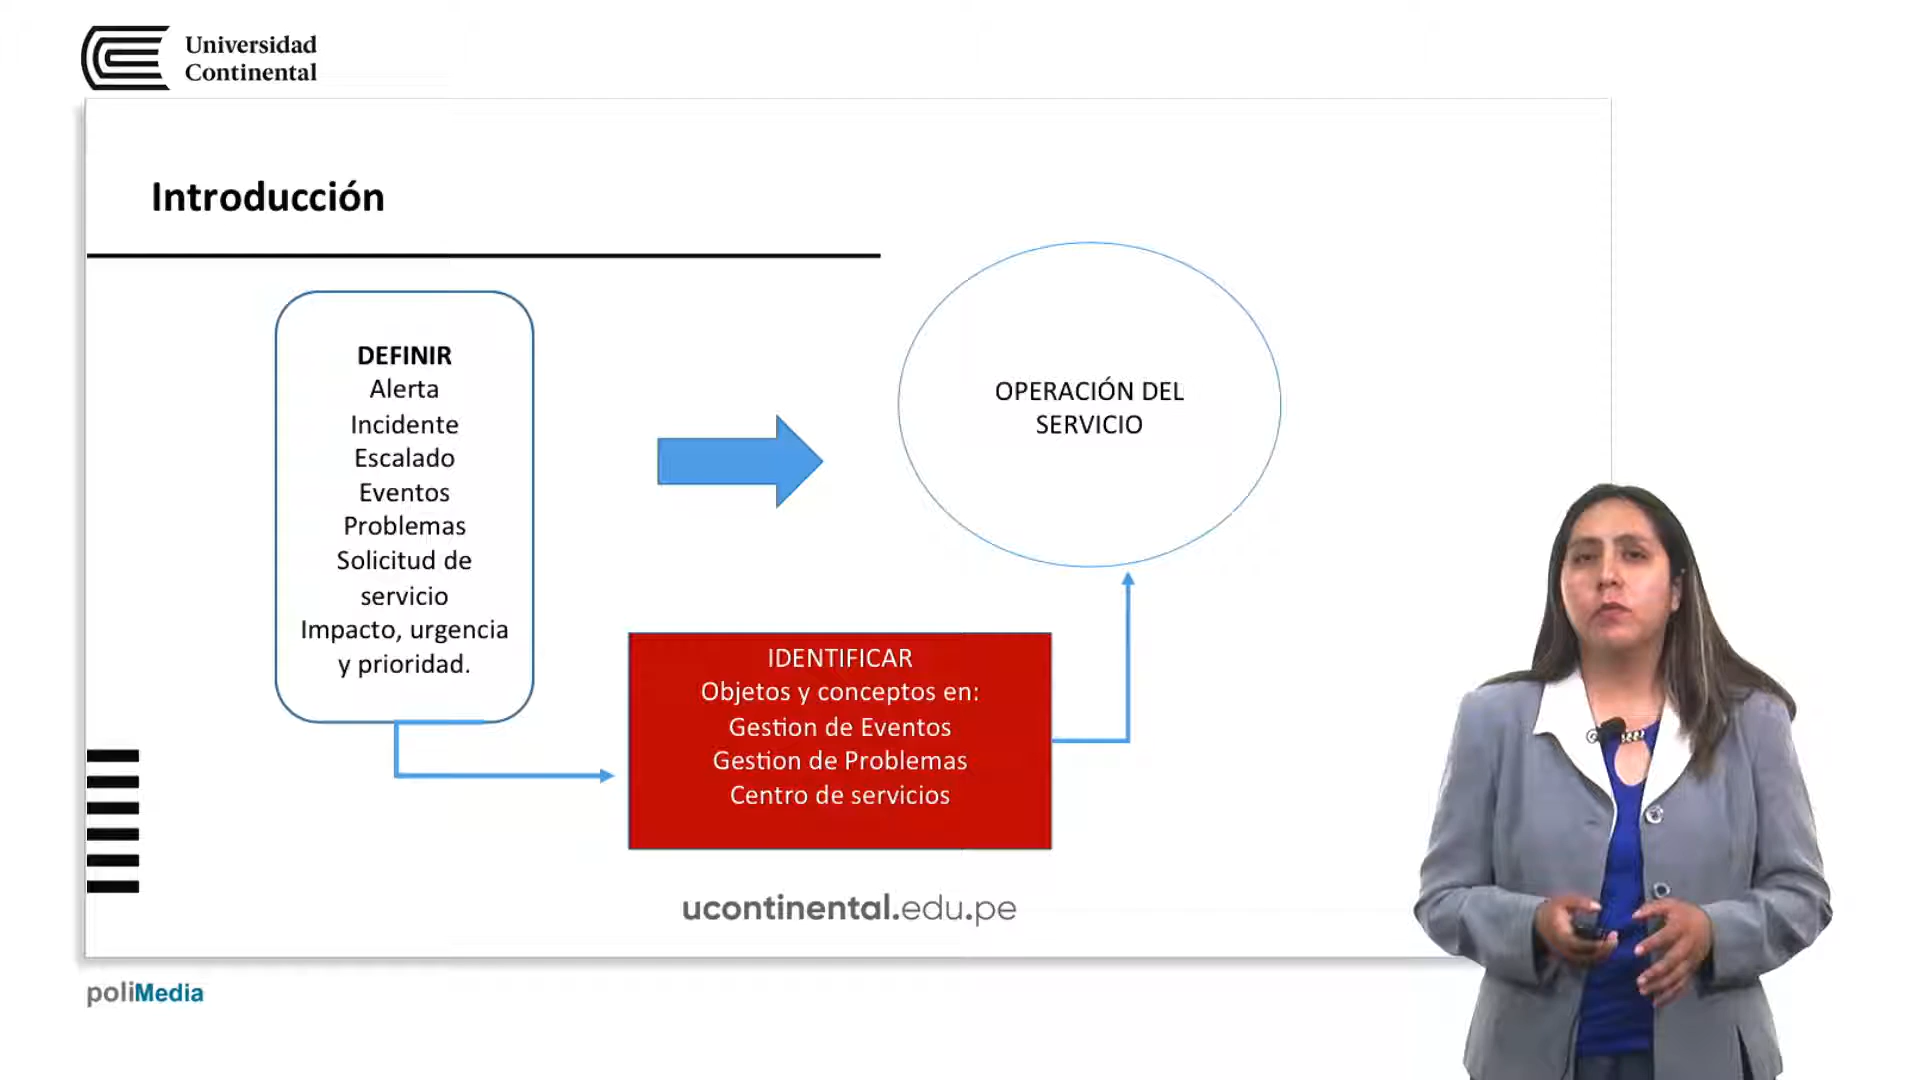 Universidad
Continental
Introducción
DEFINIR
Alerta
Incidente
Escalado
Eventos
Problemas
Solicitud de
servicio
Impacto, urgencia
y prioridad.
OPERACIÓN DEL
SERVICIO
IDENTIFICAR
Objetos y conceptos en:
Gestion de Eventos
Gestion de Problemas
Centro de servicios
ucontinental.edu.pe
poliMedia